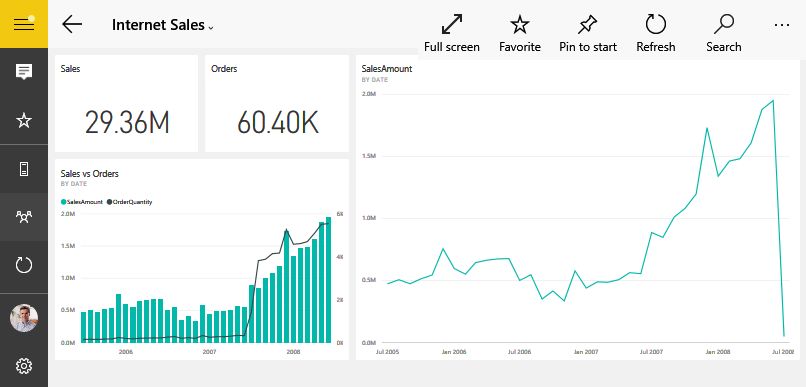 Internet Sales
Full screen
Favorite
Pin to start
Refresh
Search
Sales
29.36M
Orders
60.40K
Sales vs Orders
BY DATE
SalesAmount OrderQuantity
2.0M 6K
1.5M
4K
1.0M
2K
0.5M
0.0M 0K
2006 2007 2008
SalesAmount
BY DATE
2.0M
1.5M
1.0M
0.5M
0.0M
Jul 2005 Jan 2006 Jul 2006 Jan 2007 Jul 2007 Jan 2008 Jul 2008